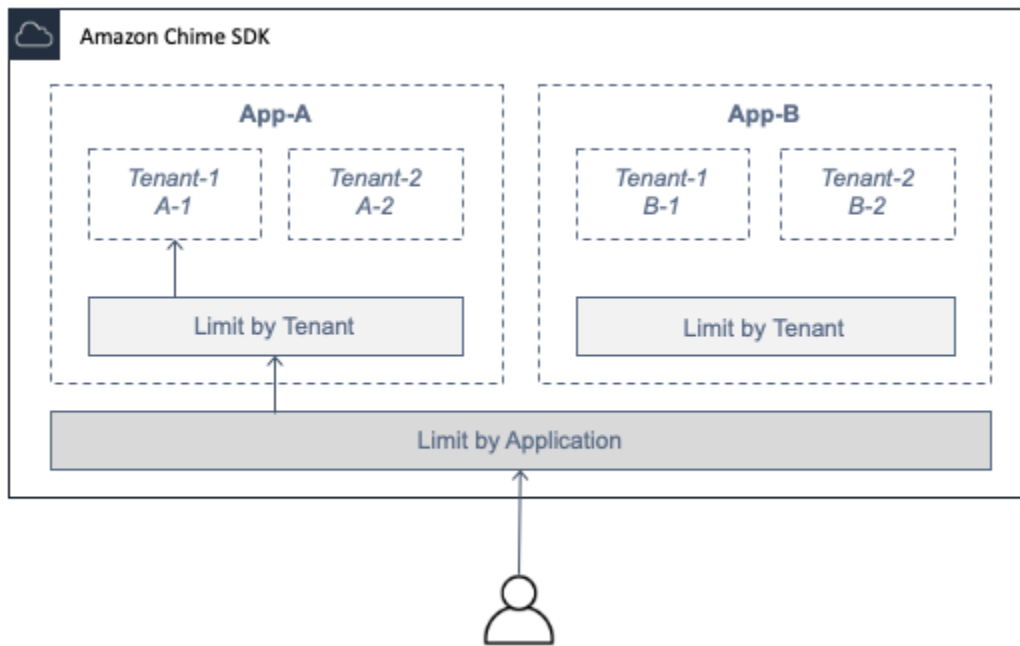 Amazon Chime SDK
App-A
Tenant-1
A-1
Tenant-2
A-2
Limit by Tenant
App-B
Tenant-1
B-1
Tenant-2
B-2
Limit by Tenant
Limit by Application